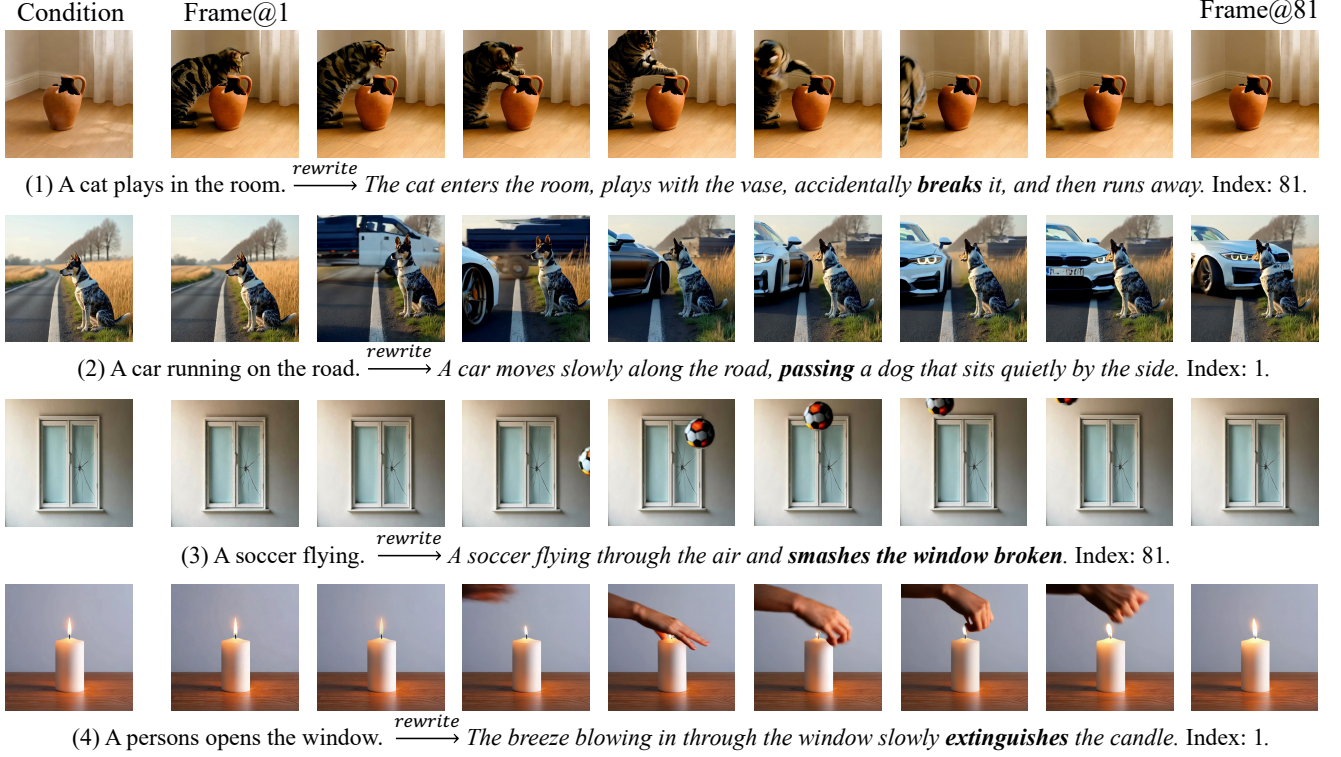 Condition Frame@1 Frame@81
(1) A cat plays in the room. rewrite → The cat enters the room, plays with the vase, accidentally breaks it, and then runs away. Index: 81.
(2) A car running on the road. rewrite → A car moves slowly along the road, passing a dog that sits quietly by the side. Index: 1.
(3) A soccer flying. rewrite → A soccer flying through the air and smashes the window broken. Index: 81.
(4) A persons opens the window. rewrite → The breeze blowing in through the window slowly extinguishes the candle. Index: 1.